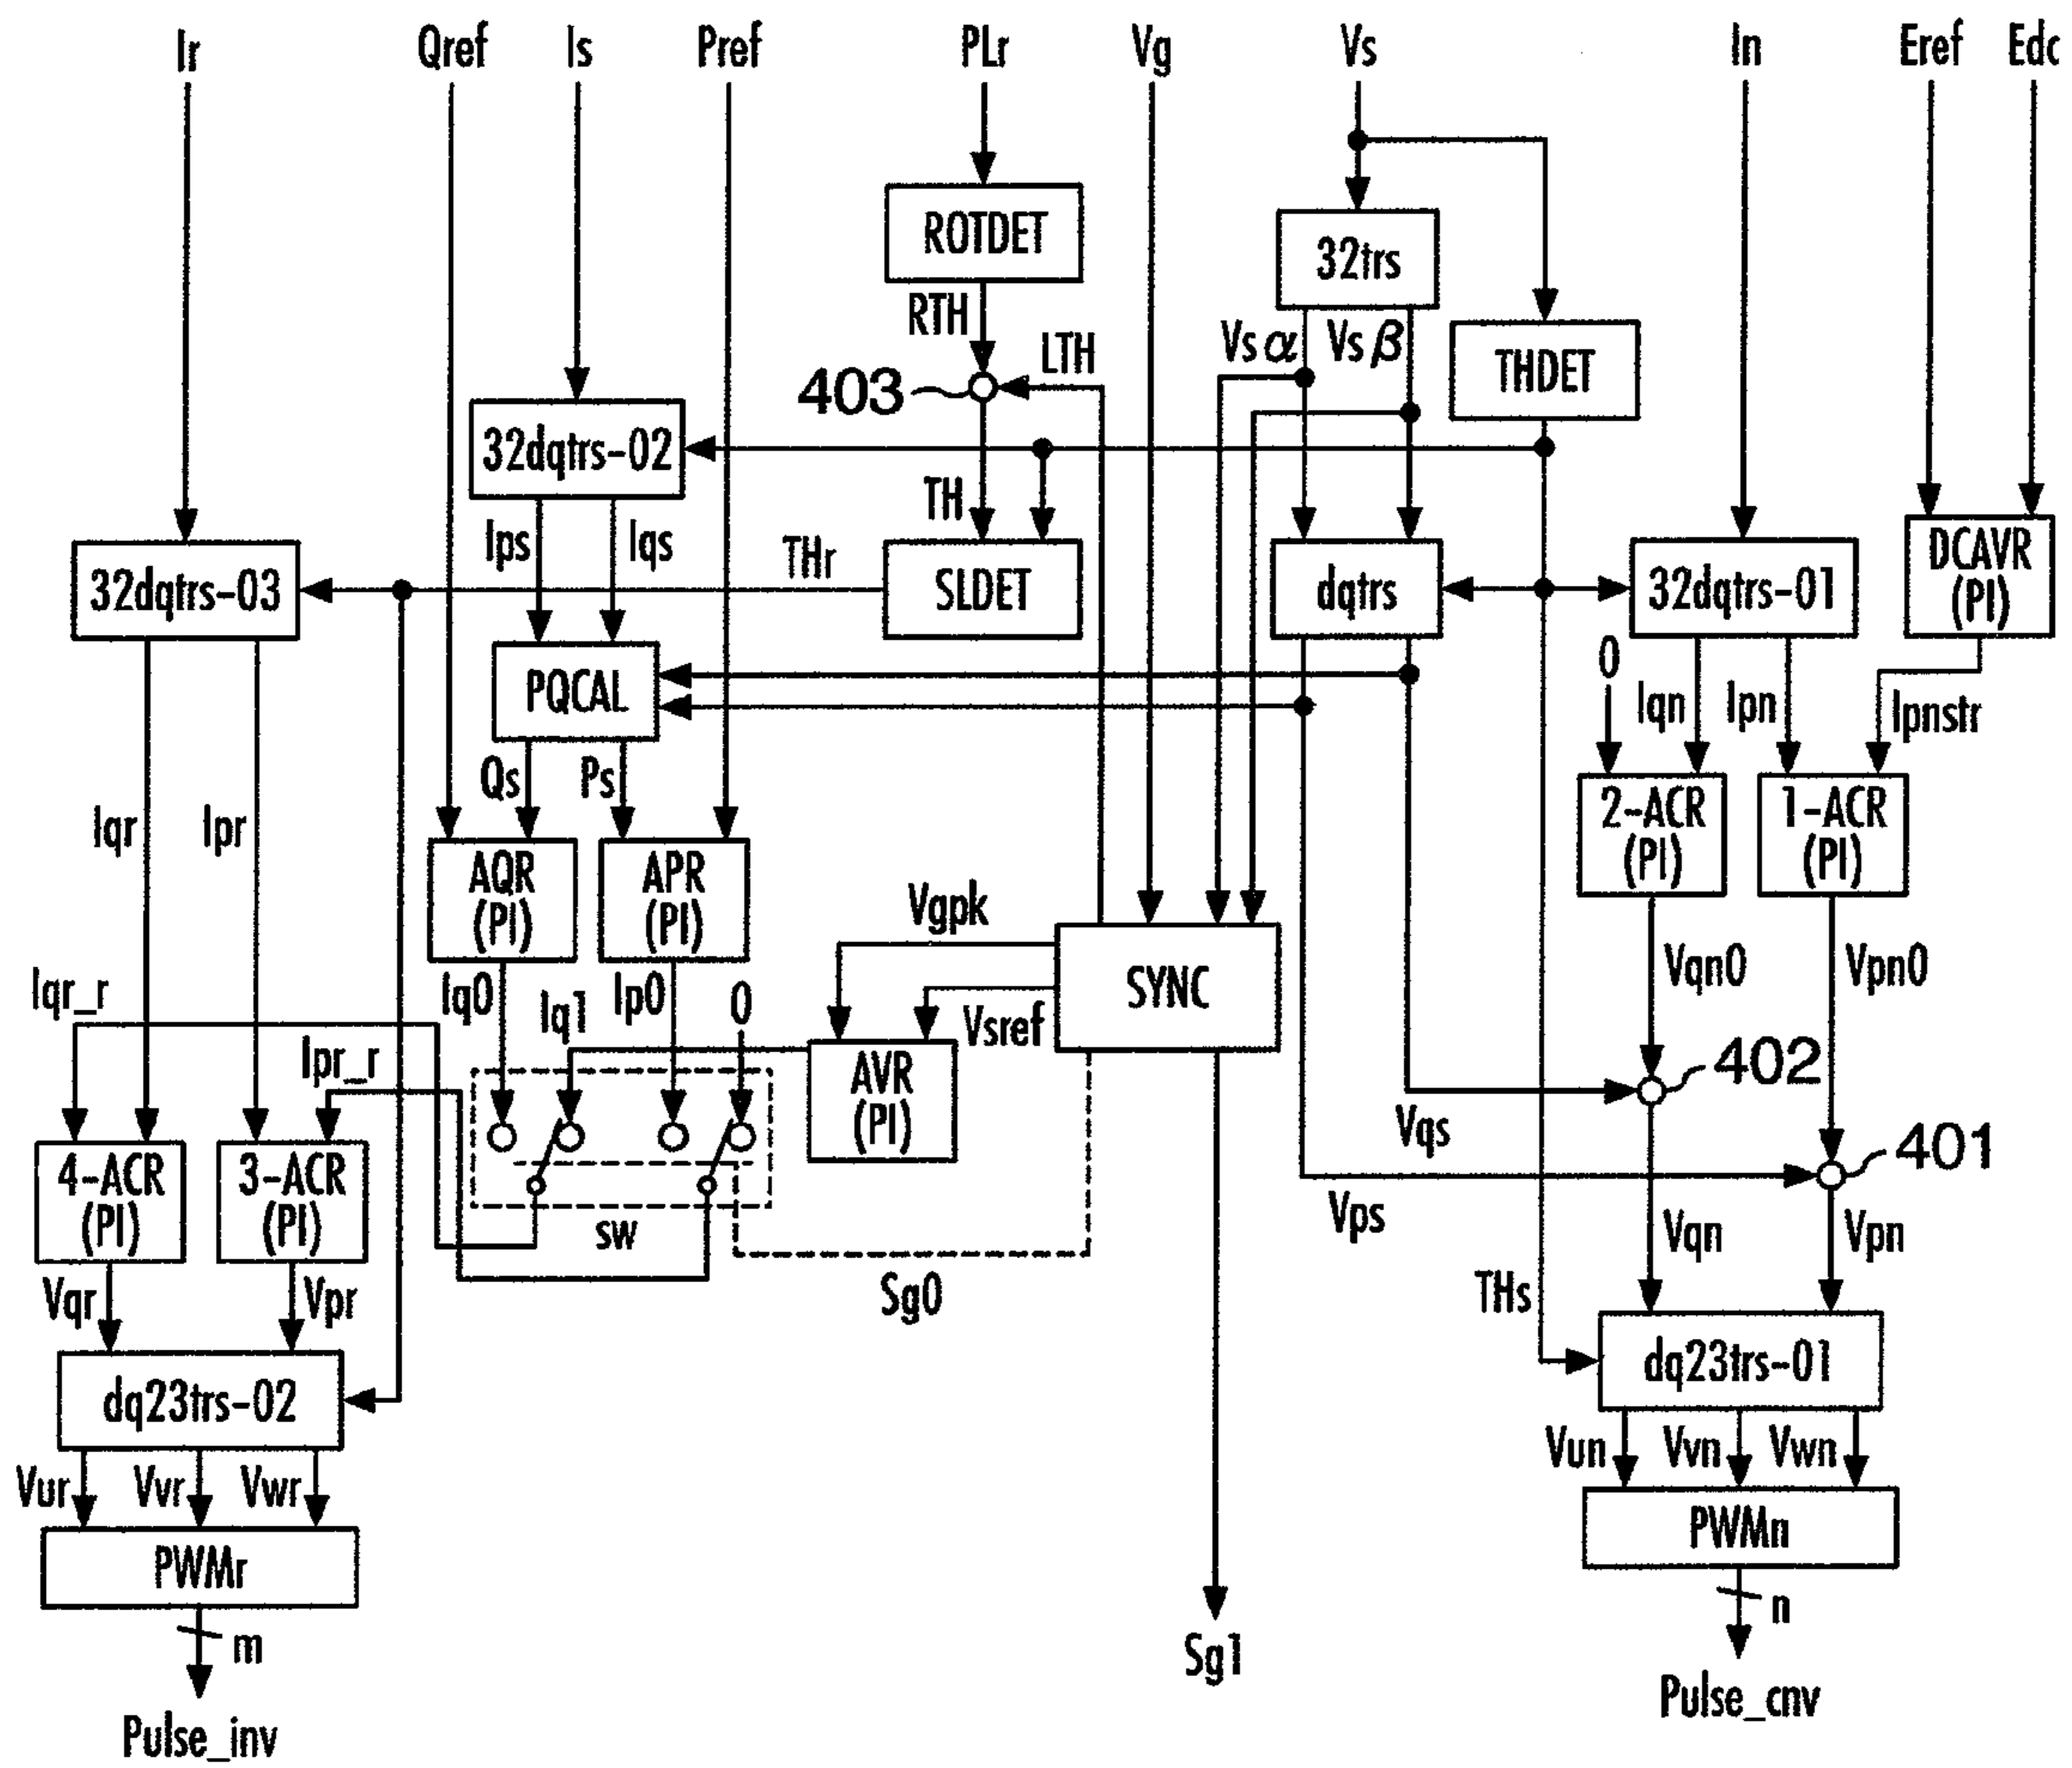 Ir Qref Is Pref PLr Vg Vs In Eref Edc
ROTDET
32trs
RTH
LTH
Vsα Vsβ
THDET
403
32dqtrs-02
TH
Ips Iqs
THr
32dqtrs-03
SLDET
dqtrs
32dqtrs-01
DCAVR
(PI)
0
PQCAL
Iqn Ipn Ipnstr
Qs Ps
Iqr Ipr
2-ACR
(PI)
1-ACR
(PI)
AQR
(PI)
APR
(PI)
Vgpk
Vqn0 Vpn0
Iqr_r
Iq0 Iq1 Ip0 0
SYNC
Vsref
Ipr_r
AVR
(PI)
402
Vqs
401
4-ACR
(PI)
3-ACR
(PI)
sw
Vps
Vqn Vpn
Vqr Vpr
Sg0
THs
dq23trs-02
dq23trs-01
Vur Vvr Vwr
Vun Vvn Vwn
PWMr
PWMn
m
n
Sg1
Pulse_inv
Pulse_cnv